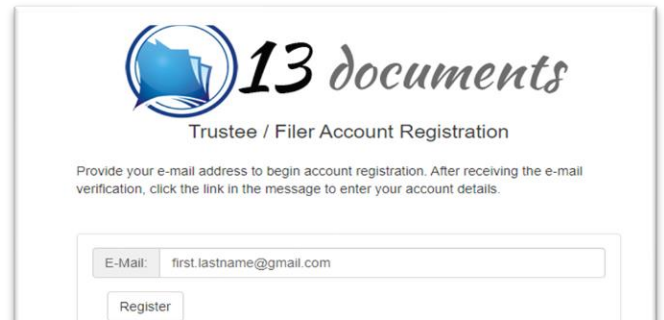 13 documents
Trustee / Filer Account Registration
Provide your e-mail address to begin account registration. After receiving the e-mail
verification, click the link in the message to enter your account details.
E-Mail: first.lastname@gmail.com
Register